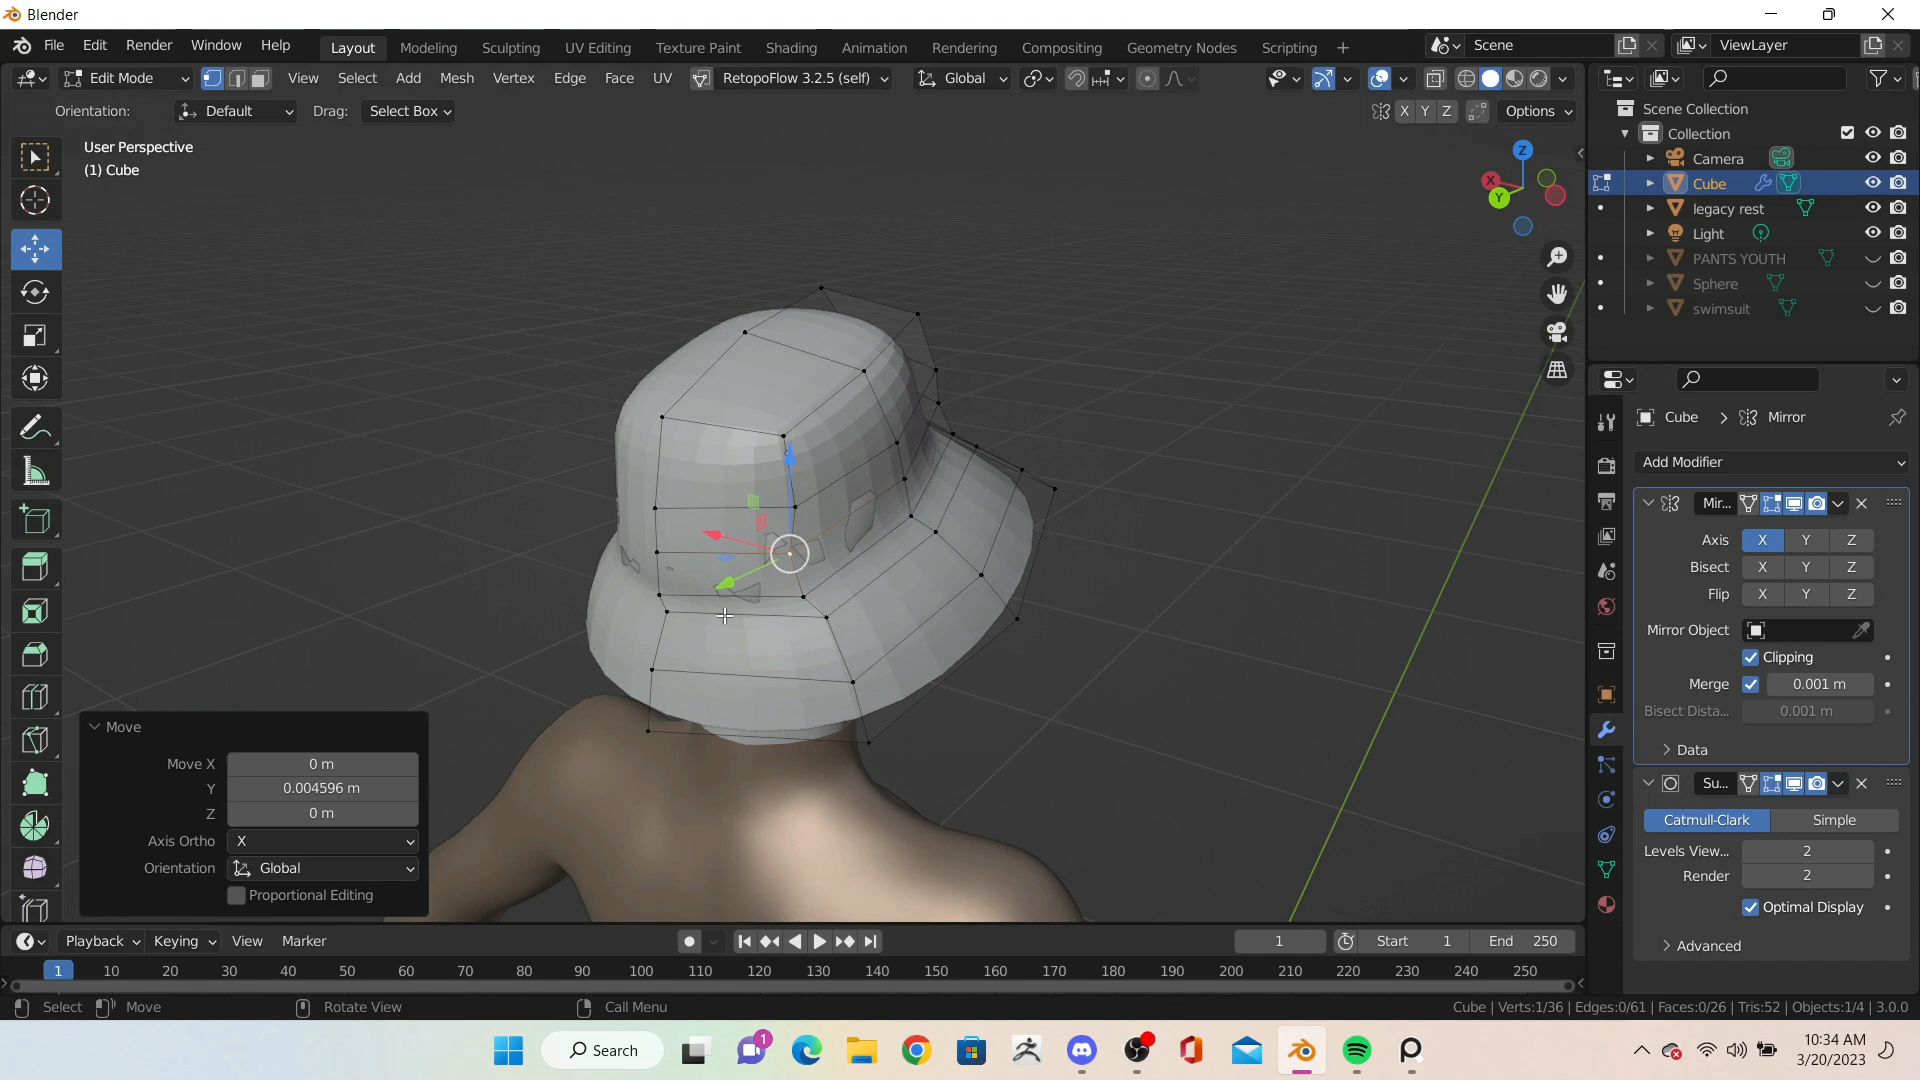 Blender
File Edit Render Window Help Layout Modeling Sculpting UV Editing Texture Paint Shading Animation Rendering Compositing Geometry Nodes Scripting + Scene ViewLayer
Edit Mode View Select Add Mesh Vertex Edge Face UV RetopoFlow 3.2.5 (self) Global
Orientation: Default Drag: Select Box X Y Z Options
User Perspective
(1) Cube
Z
X
Y
Scene Collection
Collection
Camera
Cube
legacy rest
Light
PANTS YOUTH
Sphere
swimsuit
Cube > Mirror
Add Modifier
Mir...
Axis X Y Z
Bisect X Y Z
Flip X Y Z
Mirror Object
Clipping
Merge 0.001 m
Bisect Dista... 0.001 m
Data
Su...
Catmull-Clark Simple
Levels View... 2
Render 2
Optimal Display
Advanced
Move
Move X 0 m
Y 0.004596 m
Z 0 m
Axis Ortho X
Orientation Global
Proportional Editing
Playback Keying View Marker 1 Start 1 End 250
1 10 20 30 40 50 60 70 80 90 100 110 120 130 140 150 160 170 180 190 200 210 220 230 240 250
Select Move Rotate View Call Menu Cube | Verts:1/36 | Edges:0/61 | Faces:0/26 | Tris:52 | Objects:1/4 | 3.0.0
Search 1 10:34 AM
3/20/2023